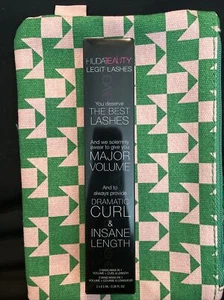 HUDABEAUTY
LEGIT LASHES
You deserve
THE BEST
LASHES
And we solemnly
swear to give you
MAJOR
VOLUME
And to
always provide
DRAMATIC
CURL
&
INSANE
LENGTH